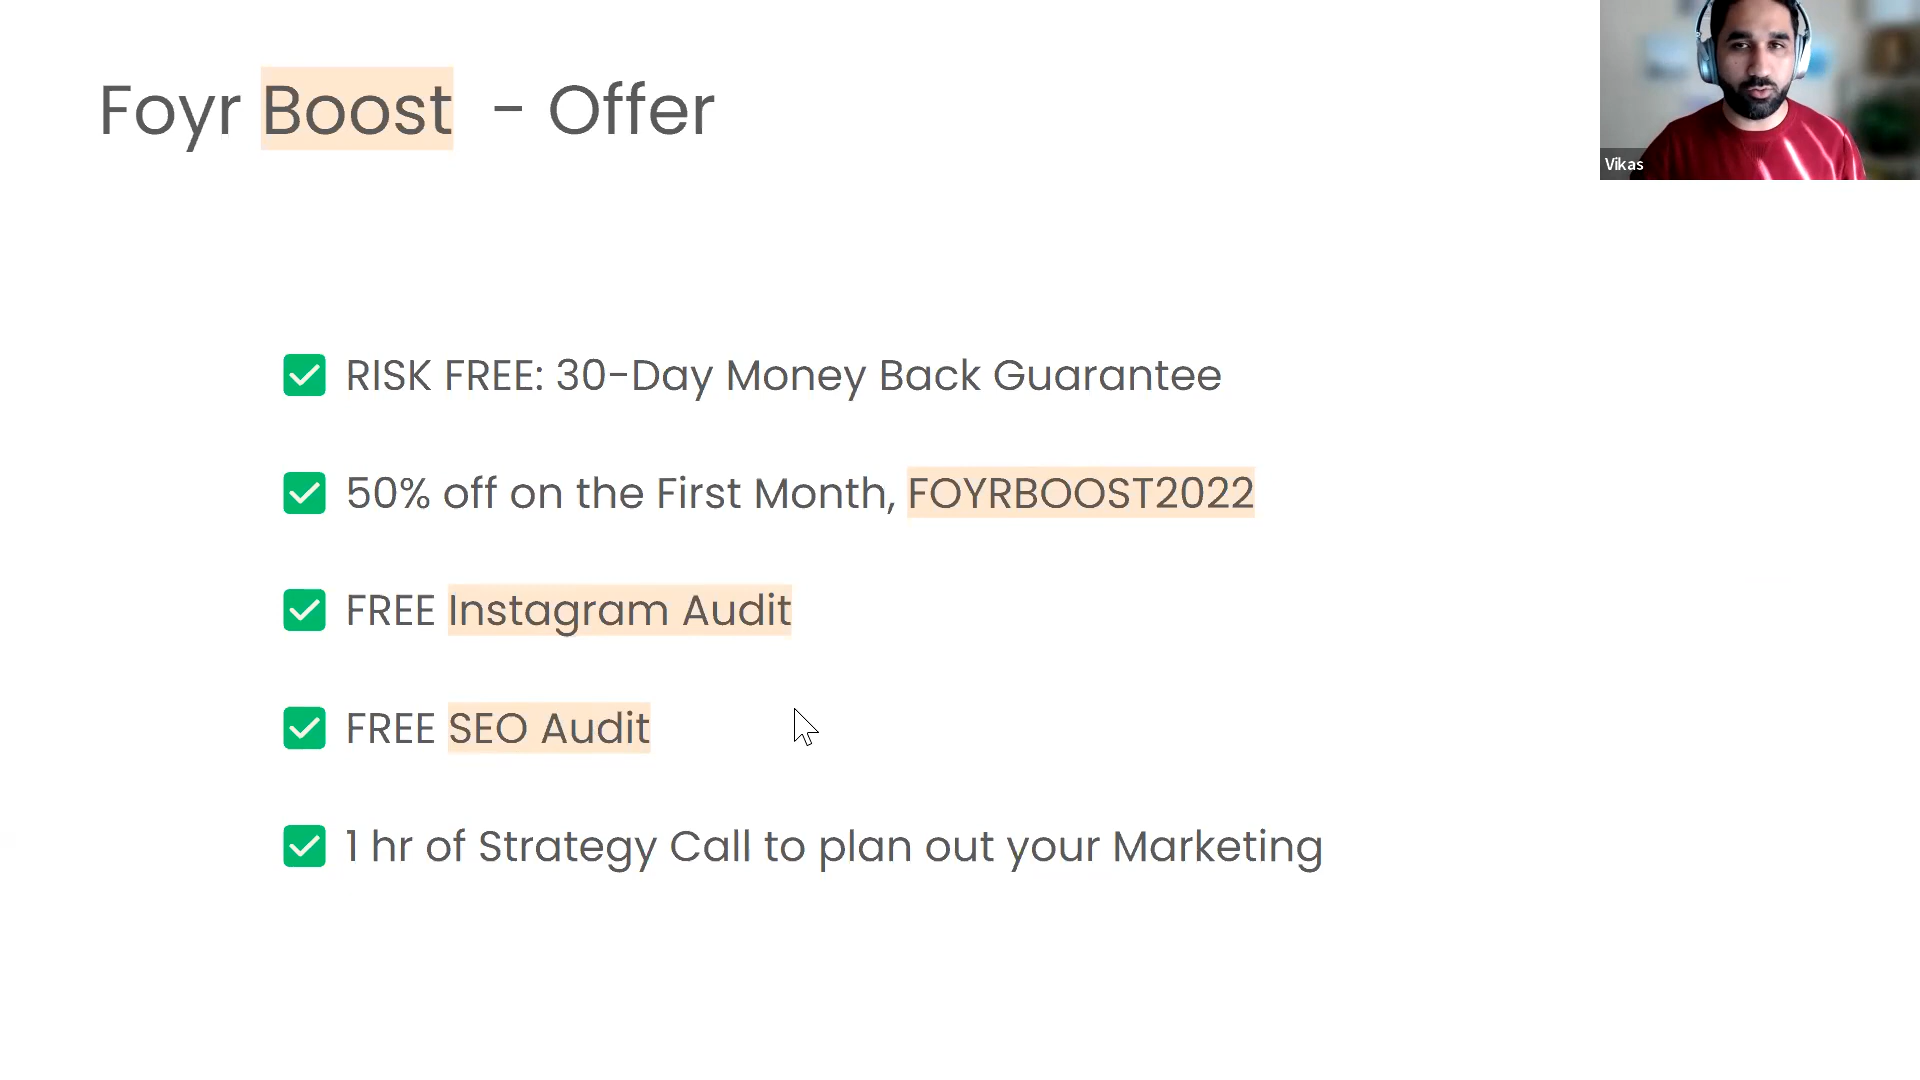 Foyr Boost - Offer
Vikas
RISK FREE: 30-Day Money Back Guarantee
50% off on the First Month, FOYRBOOST2022
FREE Instagram Audit
FREE SEO Audit
1 hr of Strategy Call to plan out your Marketing